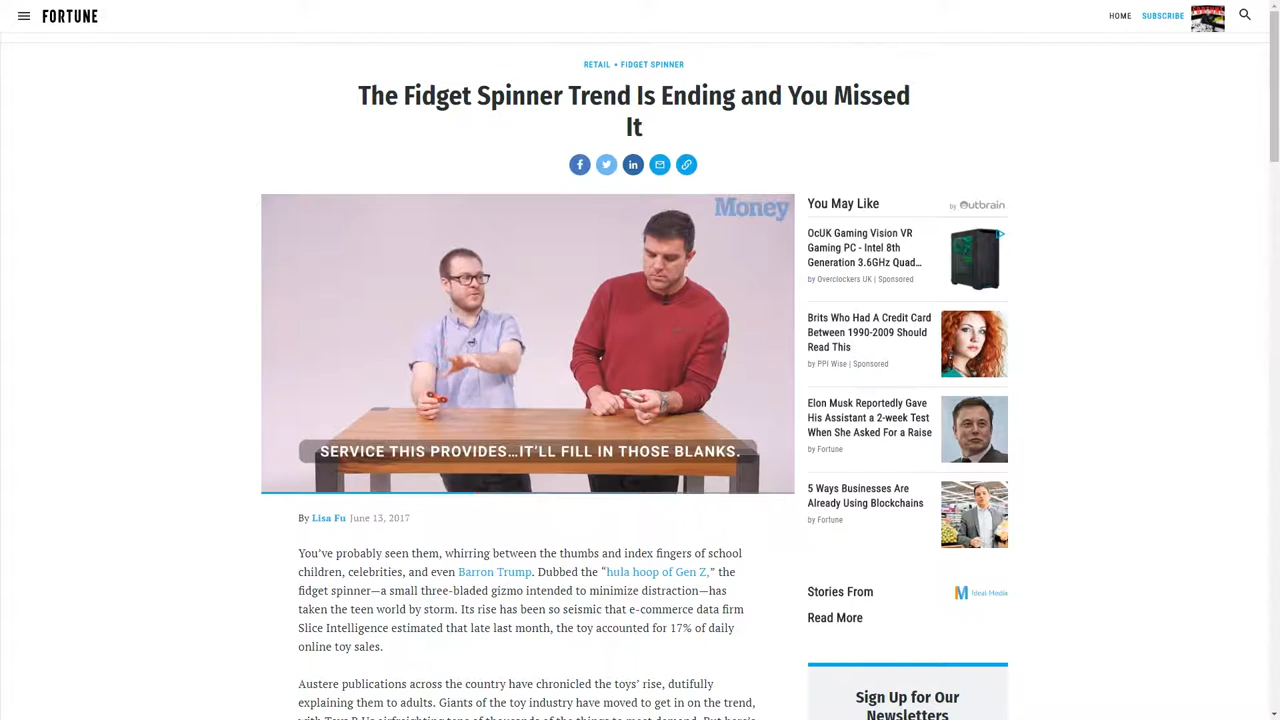 FORTUNE
HOME
SUBSCRIBE
FORTUNE
RETAIL • FIDGET SPINNER
The Fidget Spinner Trend Is Ending and You Missed
It
Money
SERVICE THIS PROVIDES…IT'LL FILL IN THOSE BLANKS.
By Lisa Fu June 13, 2017
You've probably seen them, whirring between the thumbs and index fingers of school
children, celebrities, and even Barron Trump. Dubbed the “hula hoop of Gen Z,” the
fidget spinner—a small three-bladed gizmo intended to minimize distraction—has
taken the teen world by storm. Its rise has been so seismic that e-commerce data firm
Slice Intelligence estimated that late last month, the toy accounted for 17% of daily
online toy sales.
Austere publications across the country have chronicled the toys' rise, dutifully
explaining them to adults. Giants of the toy industry have moved to get in on the trend,
You May Like
by Outbrain
OcUK Gaming Vision VR
Gaming PC - Intel 8th
Generation 3.6GHz Quad…
by Overclockers UK | Sponsored
Brits Who Had A Credit Card
Between 1990-2009 Should
Read This
by PPI Wise | Sponsored
Elon Musk Reportedly Gave
His Assistant a 2-week Test
When She Asked For a Raise
by Fortune
5 Ways Businesses Are
Already Using Blockchains
by Fortune
Stories From
Ideal Media
Read More
Sign Up for Our
Newsletters